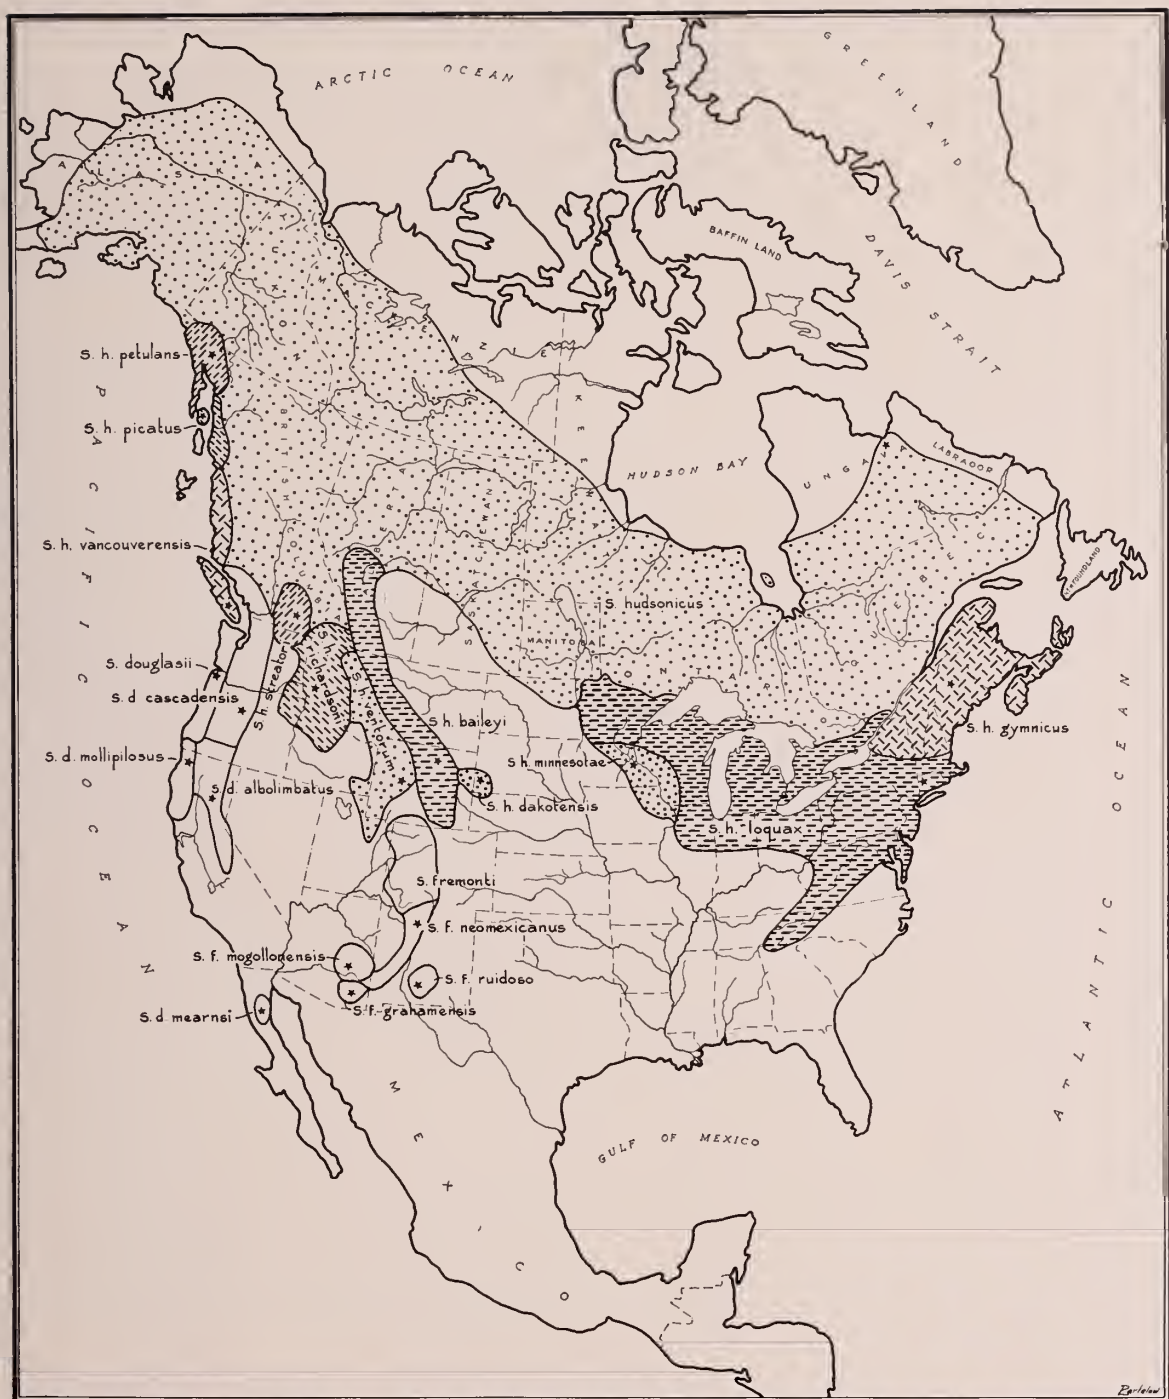 ARCTIC OCEAN
GREENLAND
ALASKA
BAFFIN LAND
DAVIS STRAIT
YUKON
MACKENZIE
S. h. petulans
S. h. picatus
KEEWATIN
BRITISH COLUMBIA
ALBERTA
SASKATCHEWAN
HUDSON BAY
UNGAVA
LABRADOR
PACIFIC OCEAN
S. h. vancouverensis
NEWFOUNDLAND
QUEBEC
S. hudsonicus
MANITOBA
ONTARIO
S. douglasii
S. d cascadensis
S. h. streatori
S. h. richardsoni
S. h. ventorum
S h. baileyi
S. h. gymnicus
S. d. mollipilosus
S h. minnesotae
S. d. albolimbatus
S. h. dakotensis
S. h. loquax
S. fremonti
S. f. neomexicanus
S. f. mogollonensis
S. f. ruidoso
S. f. grahamensis
S. d. mearnsi
ATLANTIC OCEAN
MEXICO
GULF OF MEXICO